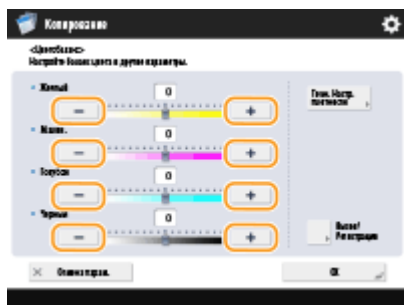 Копирование
<Цветобаланс>
Настройте баланс цвета и другие параметры.
Желтый
0
− +
Тонк. Настр.
плотности
Малин.
0
− +
Голубой
0
− +
Черный
0
− +
Вызов/
Регистрация
× Отмена парам.
OK